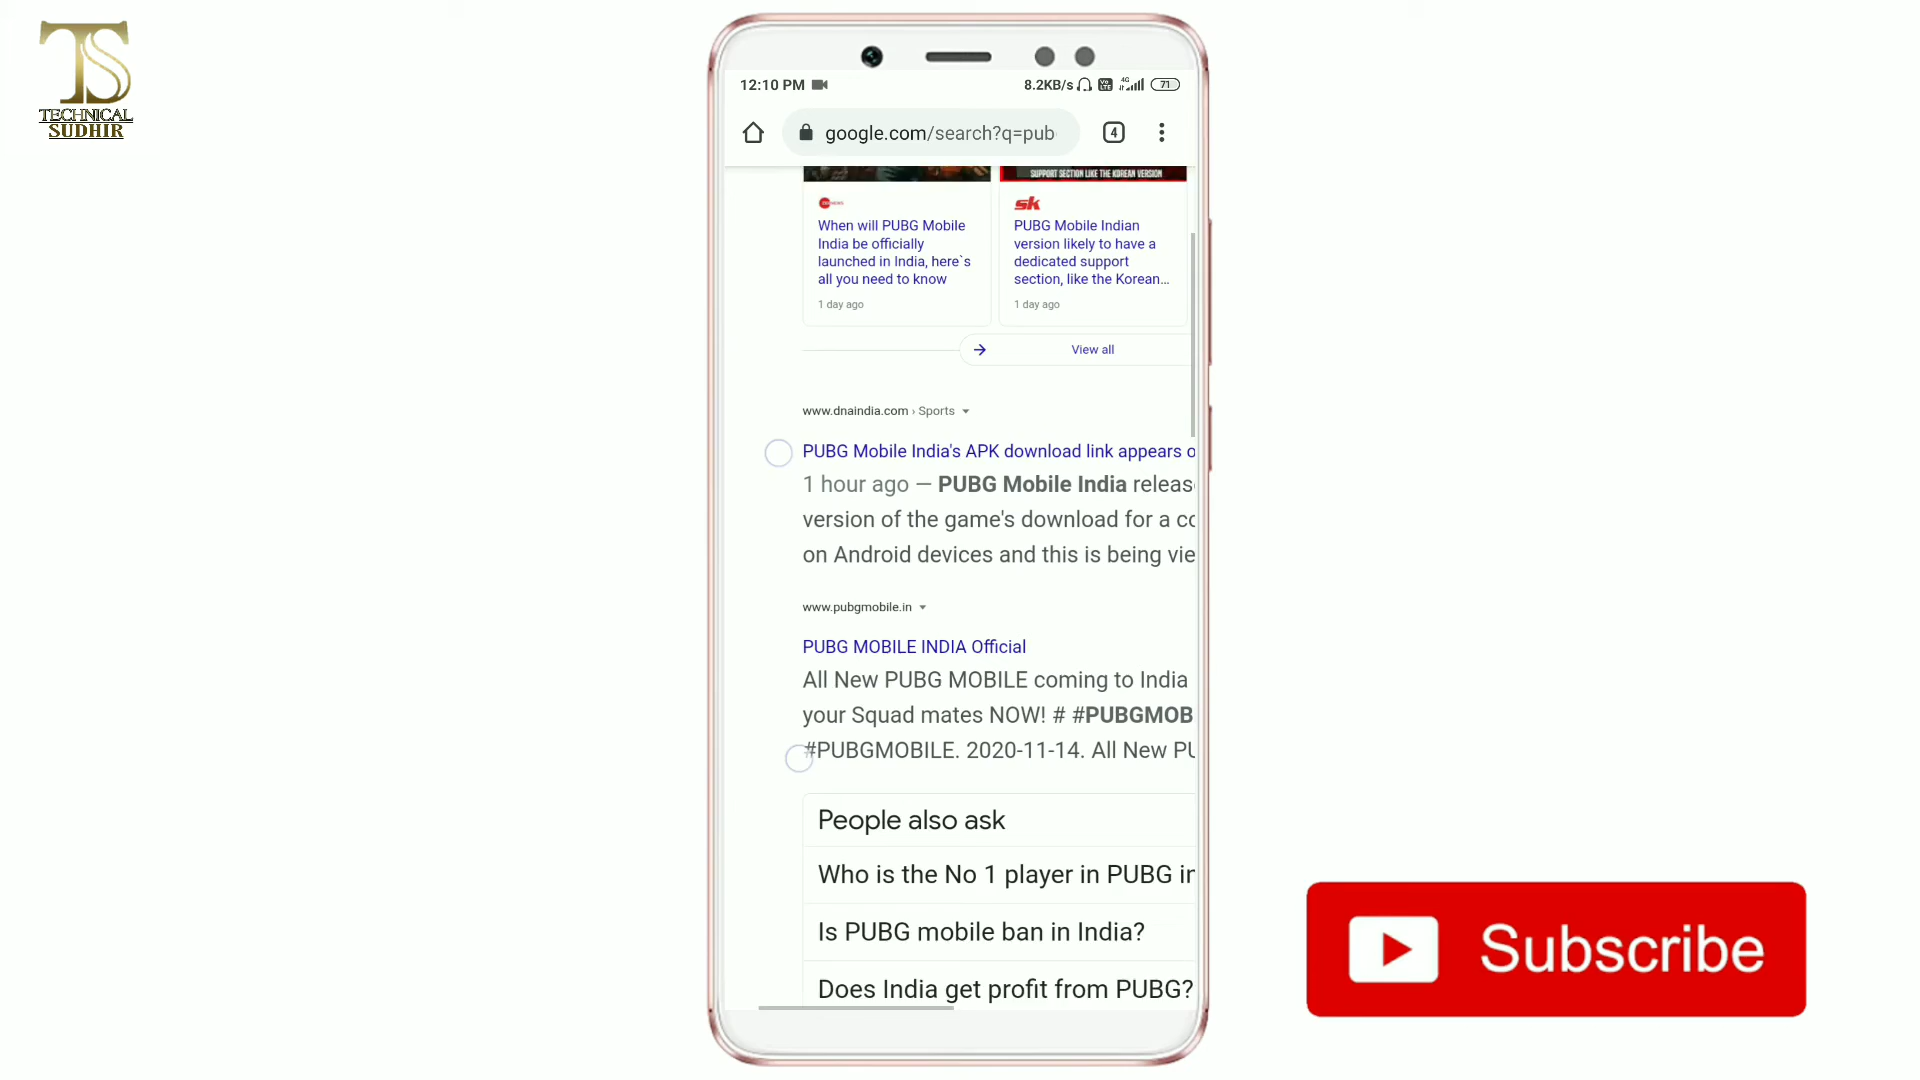 TS
TECHNICAL
SUDHIR
12:10 PM
8.2KB/s
4G
71
google.com/search?q=pub
4
SUPPORT SECTION LIKE THE KOREAN VERSION
sk
When will PUBG Mobile
India be officially
launched in India, here`s
all you need to know
1 day ago
PUBG Mobile Indian
version likely to have a
dedicated support
section, like the Korean...
1 day ago
View all
www.dnaindia.com › Sports
PUBG Mobile India's APK download link appears o
1 hour ago — PUBG Mobile India releas
version of the game's download for a co
on Android devices and this is being vie
www.pubgmobile.in
PUBG MOBILE INDIA Official
All New PUBG MOBILE coming to India
your Squad mates NOW! # #PUBGMOB
#PUBGMOBILE. 2020-11-14. All New PU
People also ask
Who is the No 1 player in PUBG in
Is PUBG mobile ban in India?
Does India get profit from PUBG?
Subscribe